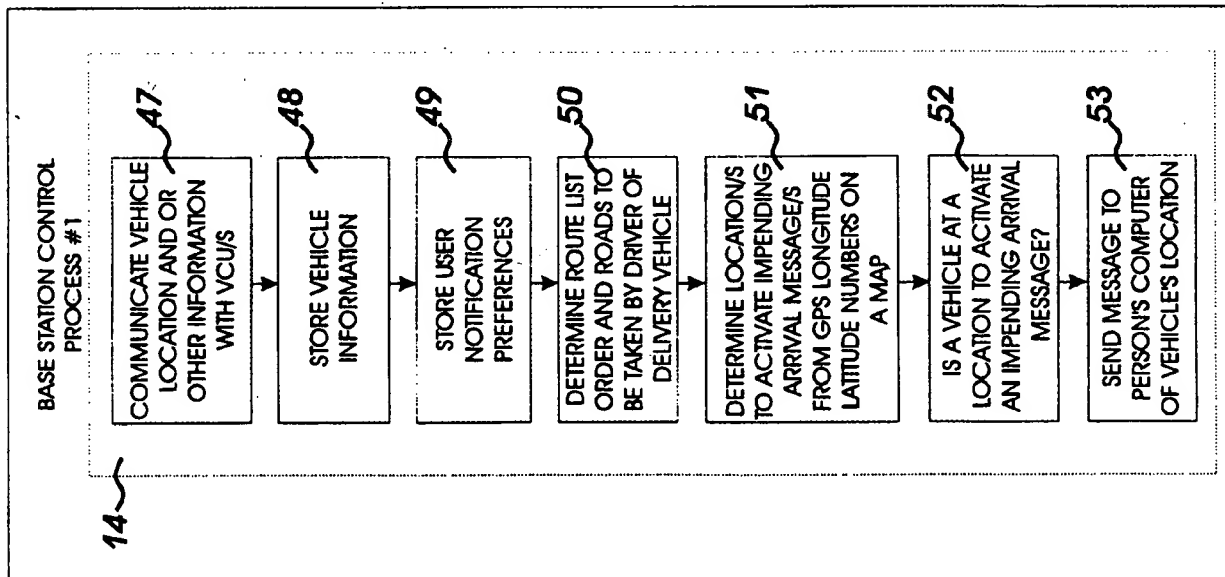 BASE STATION CONTROL
PROCESS #1
14
COMMUNICATE VEHICLE
LOCATION AND OR
OTHER INFORMATION
WITH VCU/S
47
STORE VEHICLE
INFORMATION
48
STORE USER
NOTIFICATION
PREFERENCES
49
DETERMINE ROUTE LIST
ORDER AND ROADS TO
BE TAKEN BY DRIVER OF
DELIVERY VEHICLE
50
DETERMINE LOCATION/S
TO ACTIVATE IMPENDING
ARRIVAL MESSAGE/S
FROM GPS LONGITUDE
LATITUDE NUMBERS ON
A MAP
51
IS A VEHICLE AT A
LOCATION TO ACTIVATE
AN IMPENDING ARRIVAL
MESSAGE?
52
SEND MESSAGE TO
PERSON'S COMPUTER
OF VEHICLE'S LOCATION
53